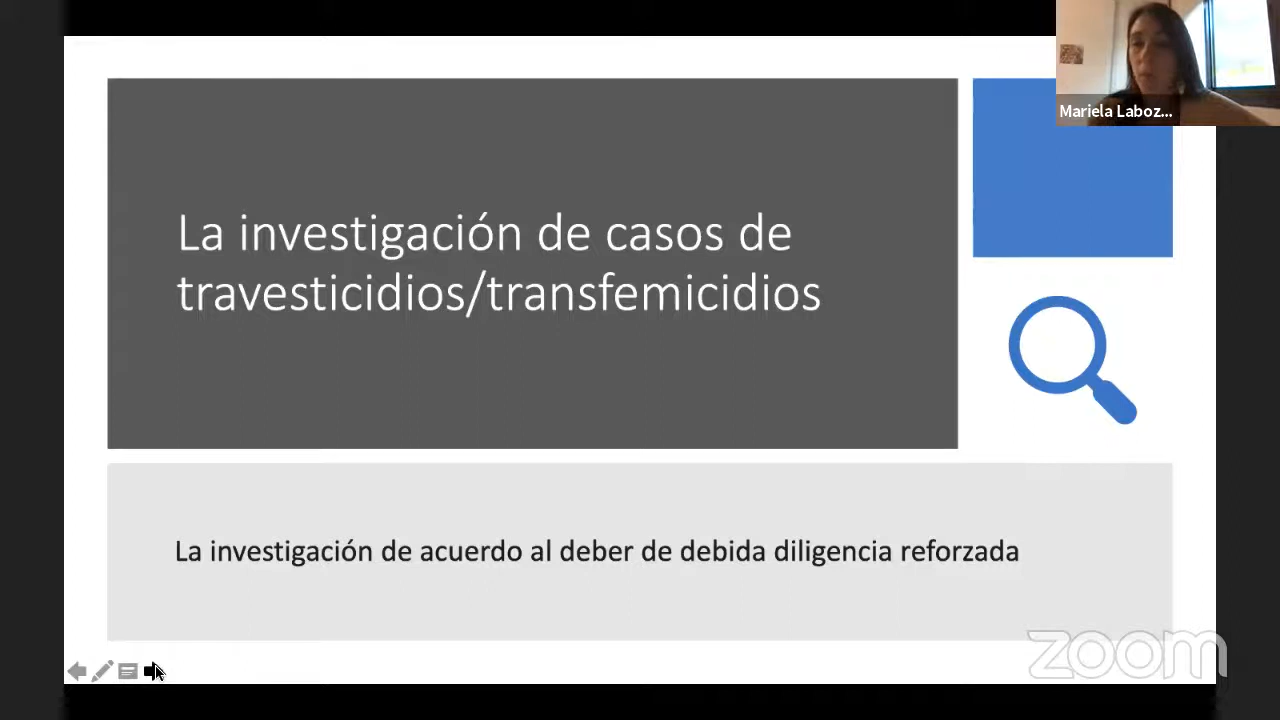 Mariela Laboz...
La investigación de casos de
travesticidios/transfemicidios
La investigación de acuerdo al deber de debida diligencia reforzada
zoom